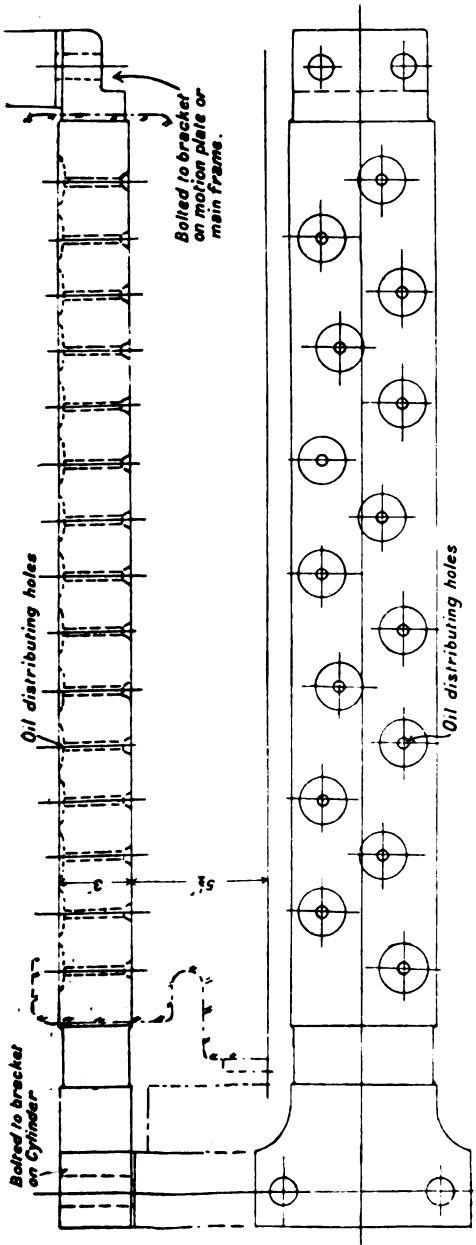 Bolted to bracket
on Cylinder
Oil distributing holes
3"
5½"
Bolted to bracket
on motion plate or
main frame.
Oil distributing holes